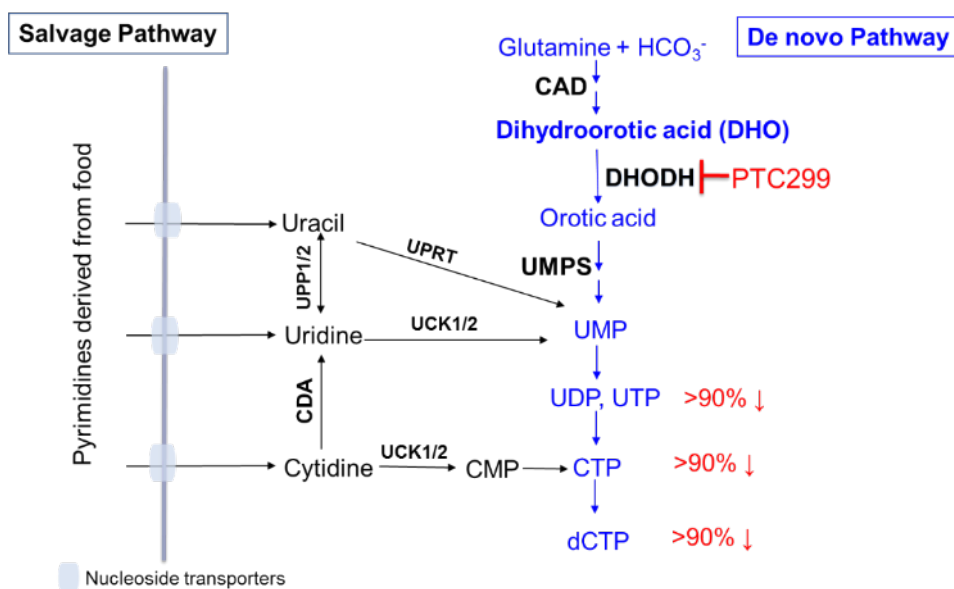 Salvage Pathway
De novo Pathway
Glutamine + HCO₃⁻
CAD
Dihydroorotic acid (DHO)
DHODH
PTC299
Orotic acid
UMPS
Pyrimidines derived from food
Uracil
UPRT
UPP1/2
Uridine
UCK1/2
UMP
CDA
UDP, UTP >90% ↓
Cytidine
UCK1/2
CMP
CTP >90% ↓
dCTP >90% ↓
Nucleoside transporters